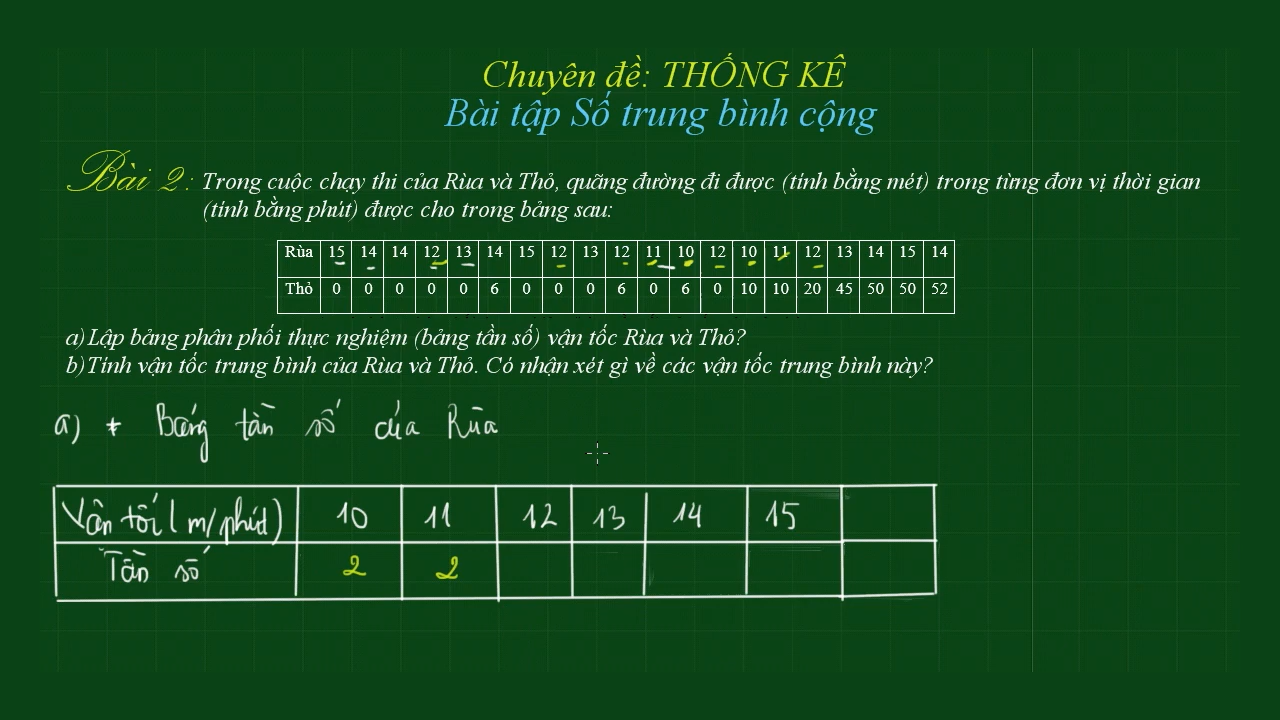 Chuyên đề: THỐNG KÊ
Bài tập Số trung bình cộng
Bài 2: Trong cuộc chạy thi của Rùa và Thỏ, quãng đường đi được (tính bằng mét) trong từng đơn vị thời gian
(tính bằng phút) được cho trong bảng sau:
Rùa 15 14 14 12 13 14 15 12 13 12 11 10 12 10 11 12 13 14 15 14
Thỏ 0 0 0 0 0 6 0 0 0 6 0 6 0 10 10 20 45 50 50 52
a) Lập bảng phân phối thực nghiệm (bảng tần số) vận tốc Rùa và Thỏ?
b) Tính vận tốc trung bình của Rùa và Thỏ. Có nhận xét gì về các vận tốc trung bình này?
a) * Bảng tần số của Rùa
Vận tốc (m/phút) 10 11 12 13 14 15
Tần số 2 2